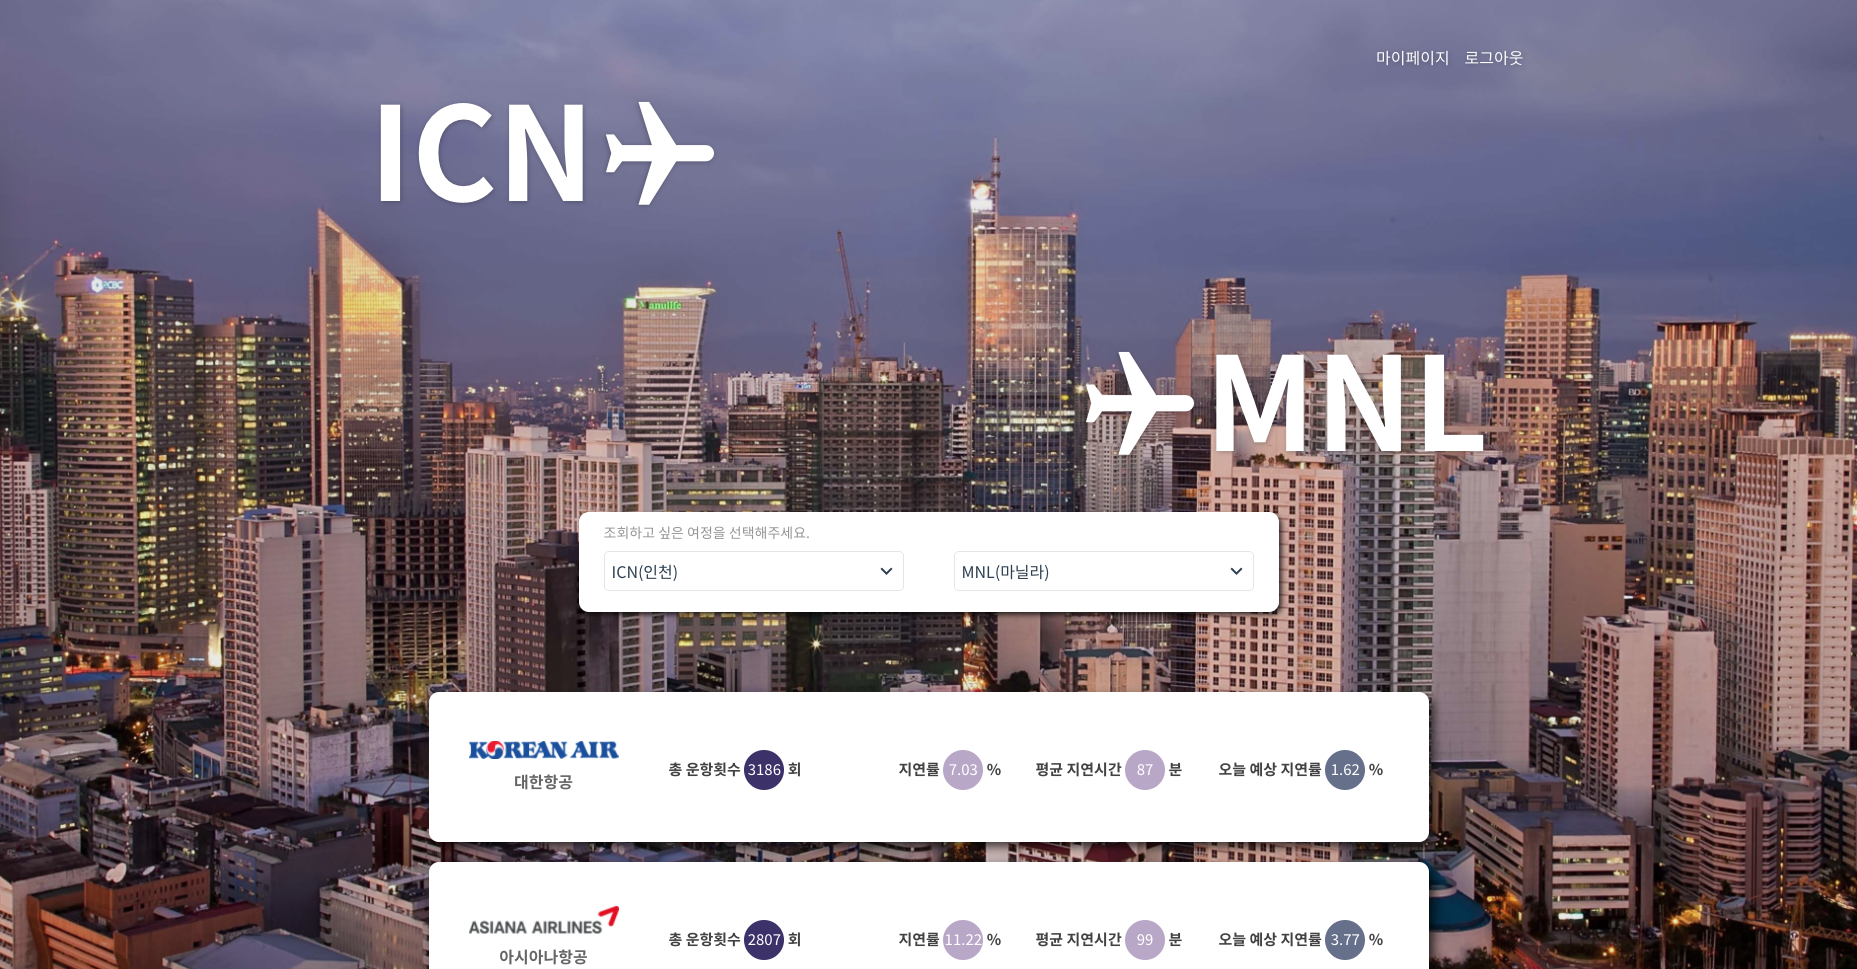 마이페이지 로그아웃
ICN
Manulife
MNL
조회하고 싶은 여정을 선택해주세요.
ICN(인천) MNL(마닐라)
KOREAN AIR
대한항공
총 운항횟수 3186 회 지연률 7.03 % 평균 지연시간 87 분 오늘 예상 지연률 1.62 %
ASIANA AIRLINES
아시아나항공
총 운항횟수 2807 회 지연률 11.22 % 평균 지연시간 99 분 오늘 예상 지연률 3.77 %